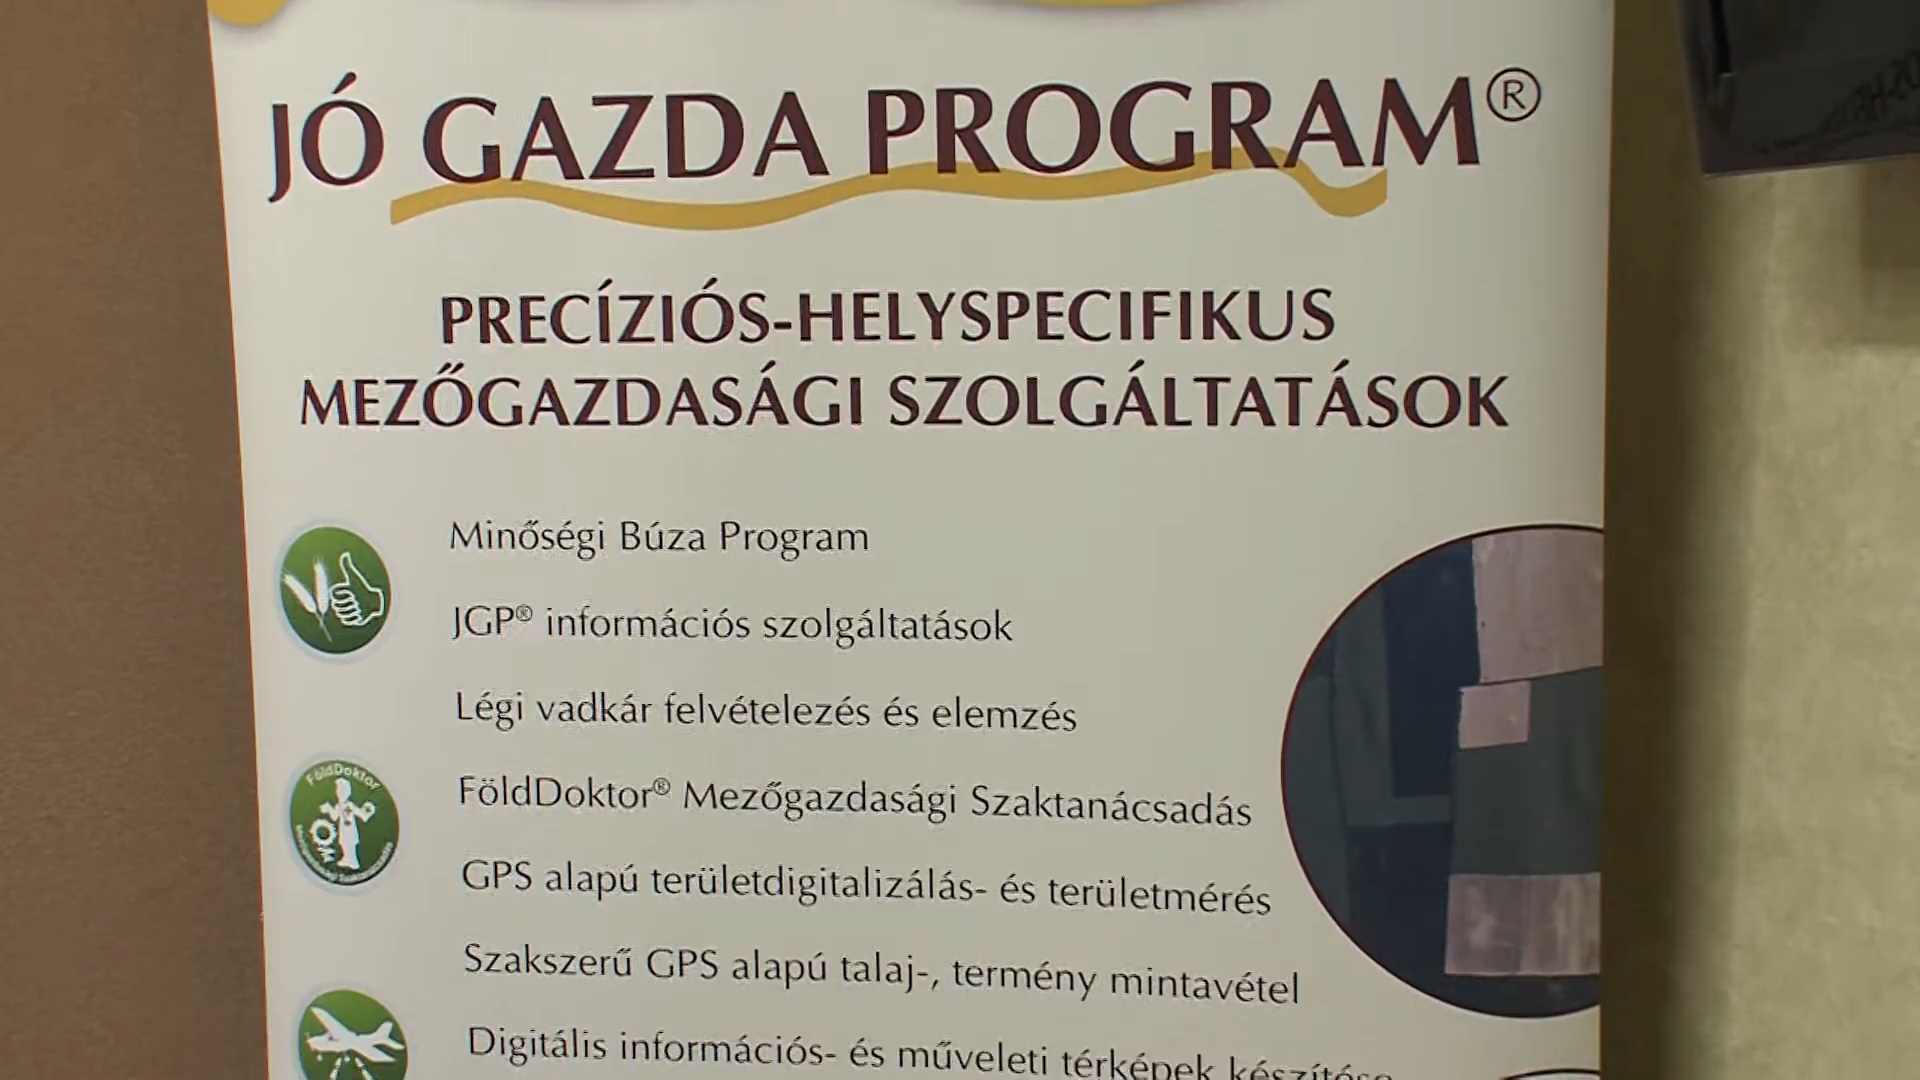 JÓ GAZDA PROGRAM®
PRECÍZIÓS-HELYSPECIFIKUS
MEZŐGAZDASÁGI SZOLGÁLTATÁSOK
Minőségi Búza Program
JGP® információs szolgáltatások
Légi vadkár felvételezés és elemzés
FöldDoktor
FöldDoktor® Mezőgazdasági Szaktanácsadás
GPS alapú területdigitalizálás- és területmérés
Szakszerű GPS alapú talaj-, termény mintavétel
Digitális információs- és műveleti térképek készítése